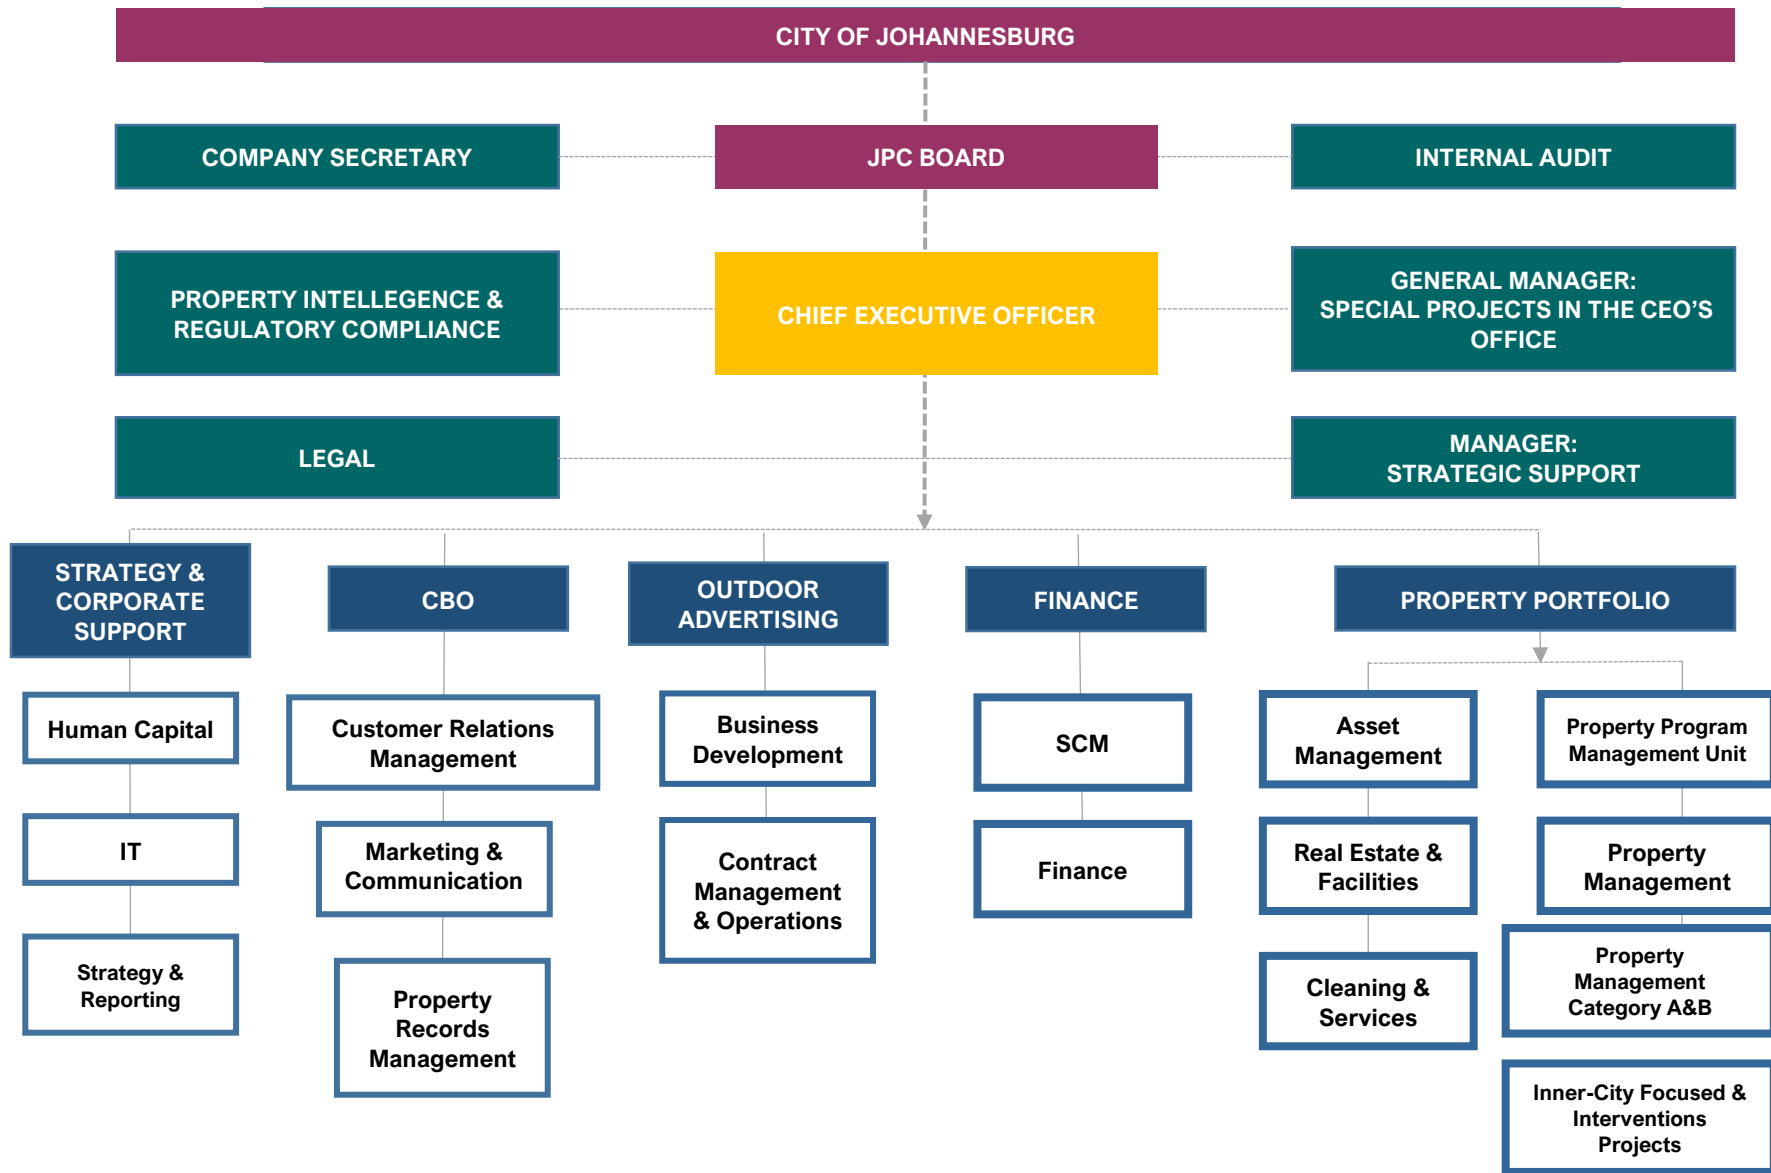 CITY OF JOHANNESBURG
COMPANY SECRETARY
JPC BOARD
INTERNAL AUDIT
PROPERTY INTELLEGENCE &
REGULATORY COMPLIANCE
CHIEF EXECUTIVE OFFICER
GENERAL MANAGER:
SPECIAL PROJECTS IN THE CEO’S
OFFICE
LEGAL
MANAGER:
STRATEGIC SUPPORT
STRATEGY &
CORPORATE
SUPPORT
CBO
OUTDOOR
ADVERTISING
FINANCE
PROPERTY PORTFOLIO
Human Capital
IT
Strategy &
Reporting
Customer Relations
Management
Marketing &
Communication
Property
Records
Management
Business
Development
Contract
Management
& Operations
SCM
Finance
Asset
Management
Real Estate &
Facilities
Cleaning &
Services
Property Program
Management Unit
Property
Management
Property
Management
Category A&B
Inner-City Focused &
Interventions
Projects